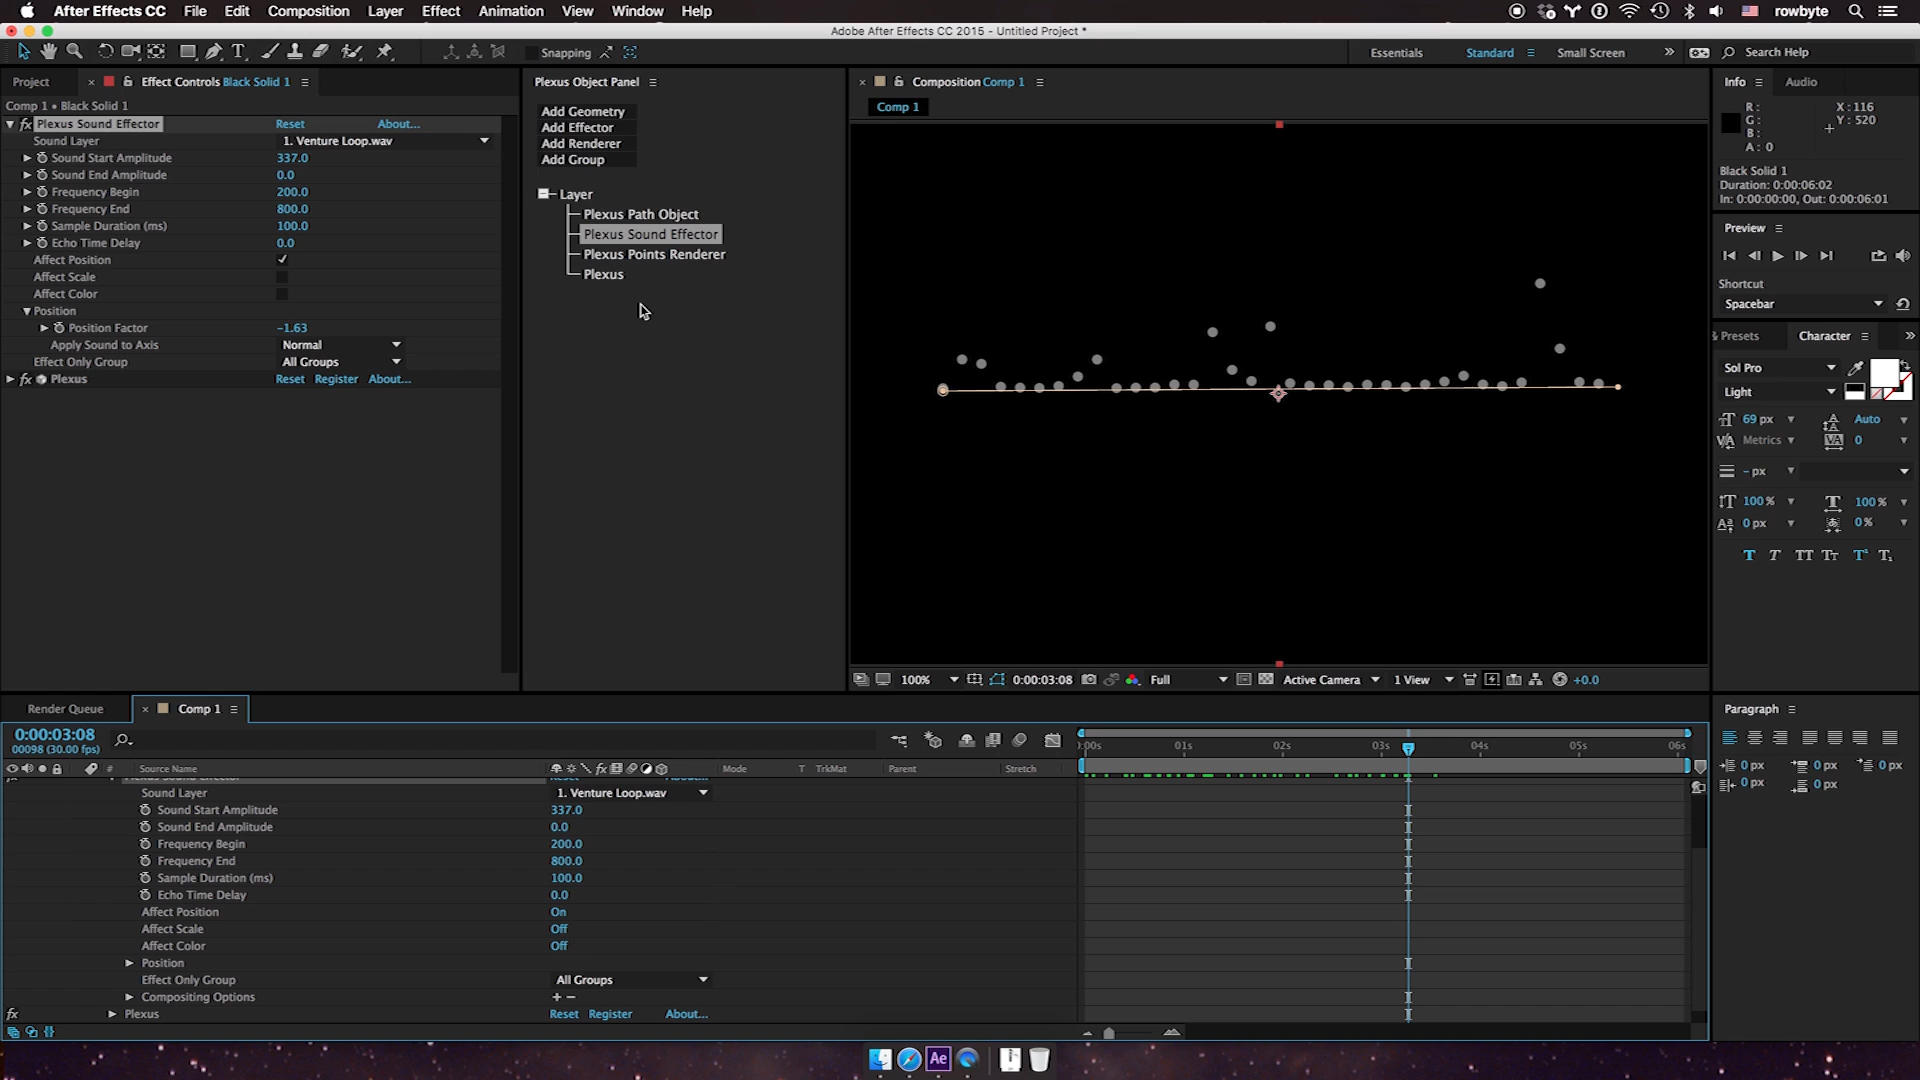 After Effects CC File Edit Composition Layer Effect Animation View Window Help rowbyte
Adobe After Effects CC 2015 - Untitled Project *
Snapping Essentials Standard Small Screen Search Help
Project Effect Controls Black Solid 1
Comp 1 • Black Solid 1
Plexus Sound Effector Reset About...
Sound Layer 1. Venture Loop.wav
Sound Start Amplitude 337.0
Sound End Amplitude 0.0
Frequency Begin 200.0
Frequency End 800.0
Sample Duration (ms) 100.0
Echo Time Delay 0.0
Affect Position
Affect Scale
Affect Color
Position
Position Factor -1.63
Apply Sound to Axis Normal
Effect Only Group All Groups
fx Plexus Reset Register About...
Plexus Object Panel
Add Geometry
Add Effector
Add Renderer
Add Group
Layer
Plexus Path Object
Plexus Sound Effector
Plexus Points Renderer
Plexus
Composition Comp 1
Comp 1
100% 0:00:03:08 Full Active Camera 1 View +0.0
Info Audio
R: X: 116
G: Y: 520
B:
A: 0
Black Solid 1
Duration: 0:00:06:02
In: 0:00:00:00, Out: 0:00:06:01
Preview
Shortcut
Spacebar
& Presets Character
Sol Pro
Light
69 px Auto
Metrics 0
- px
100 % 100 %
0 px 0 %
T T TT Tt T¹ T₁
Render Queue Comp 1
0:00:03:08
00098 (30.00 fps)
:00s 01s 02s 03s 04s 05s 06s
# Source Name Mode T TrkMat Parent Stretch
Sound Layer 1. Venture Loop.wav
Sound Start Amplitude 337.0
Sound End Amplitude 0.0
Frequency Begin 200.0
Frequency End 800.0
Sample Duration (ms) 100.0
Echo Time Delay 0.0
Affect Position On
Affect Scale Off
Affect Color Off
Position
Effect Only Group All Groups
Compositing Options + −
fx Plexus Reset Register About...
Paragraph
0 px 0 px 0 px
0 px 0 px
Ae